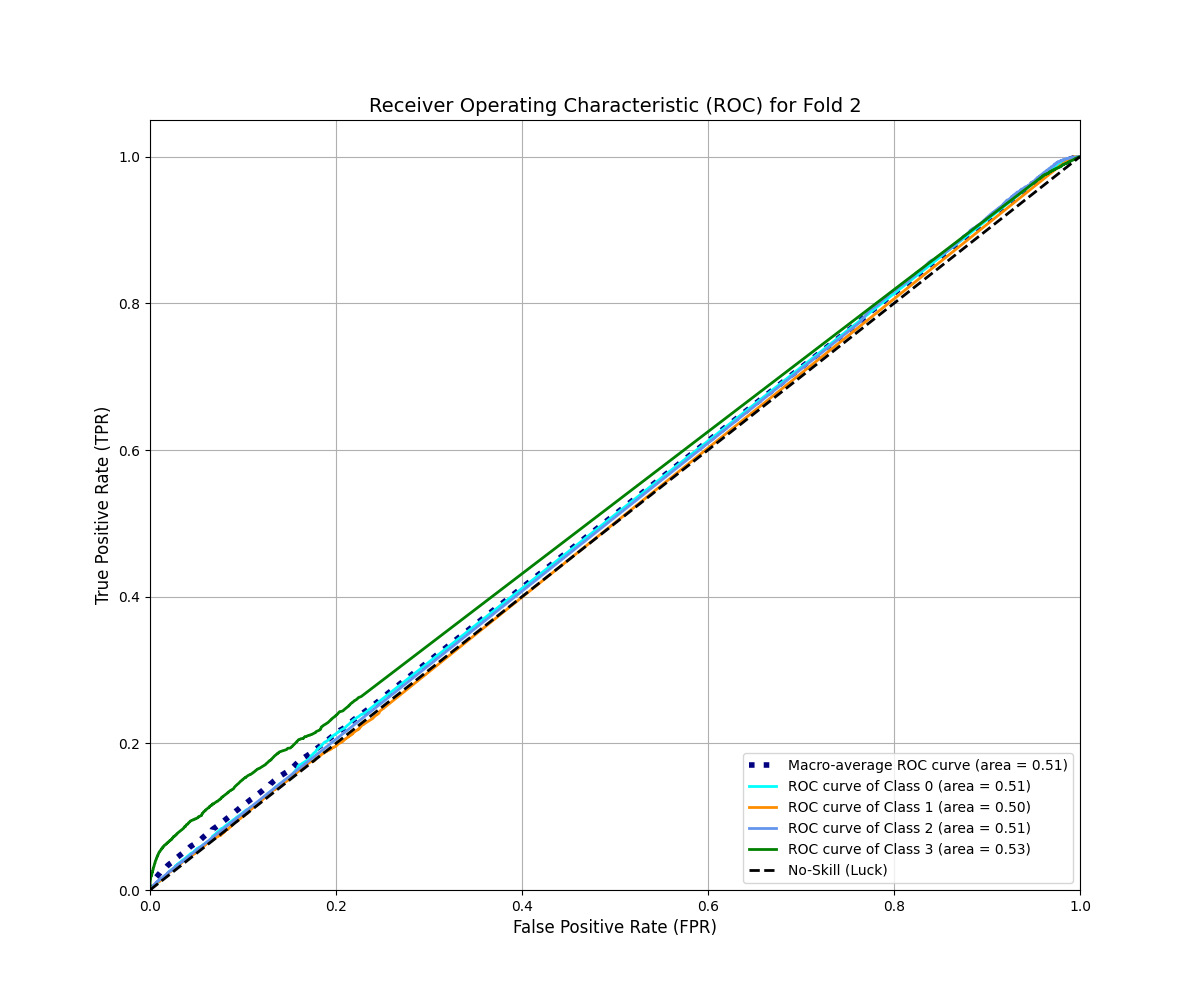 Receiver Operating Characteristic (ROC) for Fold 2
True Positive Rate (TPR)
1.0
0.8
0.6
0.4
0.2
0.0
Macro-average ROC curve (area = 0.51)
ROC curve of Class 0 (area = 0.51)
ROC curve of Class 1 (area = 0.50)
ROC curve of Class 2 (area = 0.51)
ROC curve of Class 3 (area = 0.53)
No-Skill (Luck)
0.0 0.2 0.4 0.6 0.8 1.0
False Positive Rate (FPR)